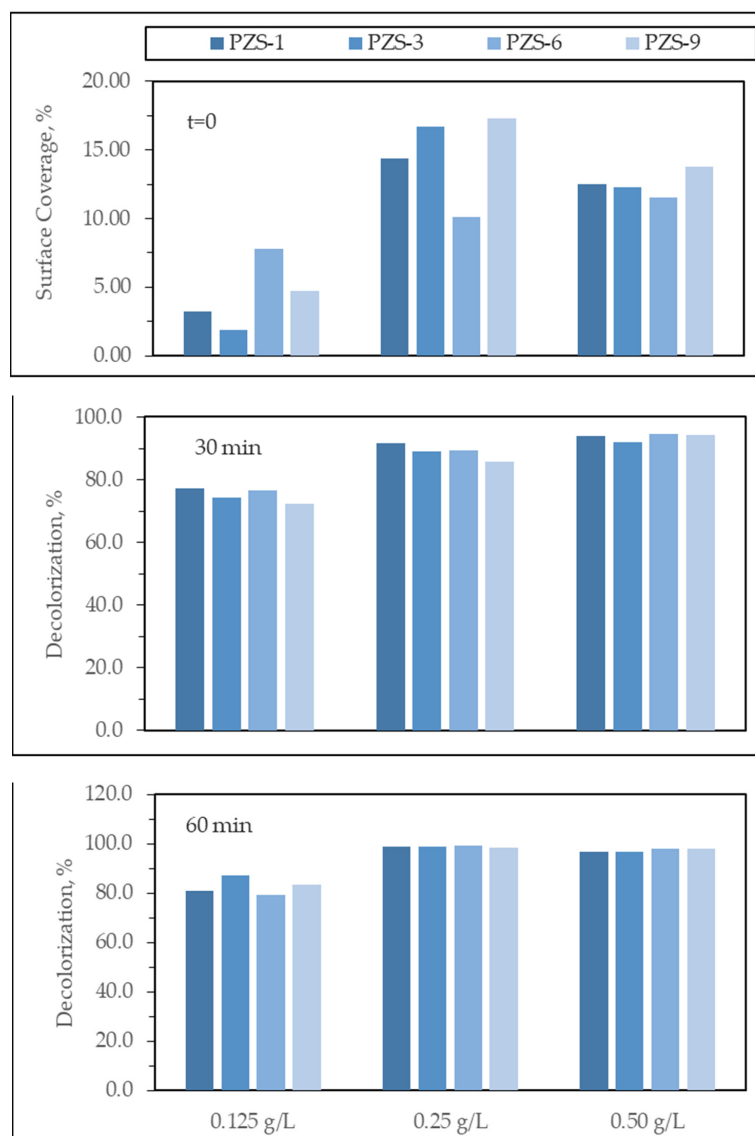 PZS-1 PZS-3 PZS-6 PZS-9
20.00
t=0
15.00
10.00
5.00
0.00
Surface Coverage, %
100.0
30 min
80.0
60.0
40.0
20.0
0.0
Decolorization, %
120.0
60 min
100.0
80.0
60.0
40.0
20.0
0.0
Decolorization, %
0.125 g/L 0.25 g/L 0.50 g/L